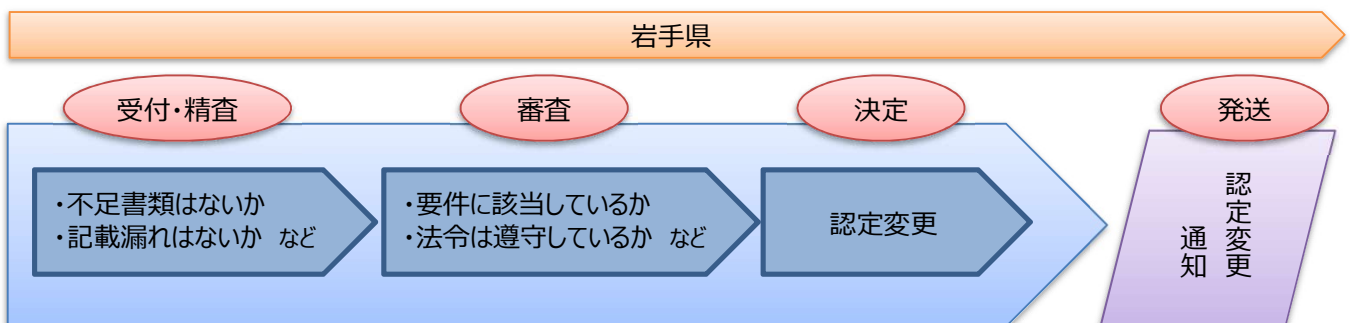 岩手県
受付・精査
審査
決定
発送
・不足書類はないか
・記載漏れはないか など
・要件に該当しているか
・法令は遵守しているか など
認定変更
認定変更
通知